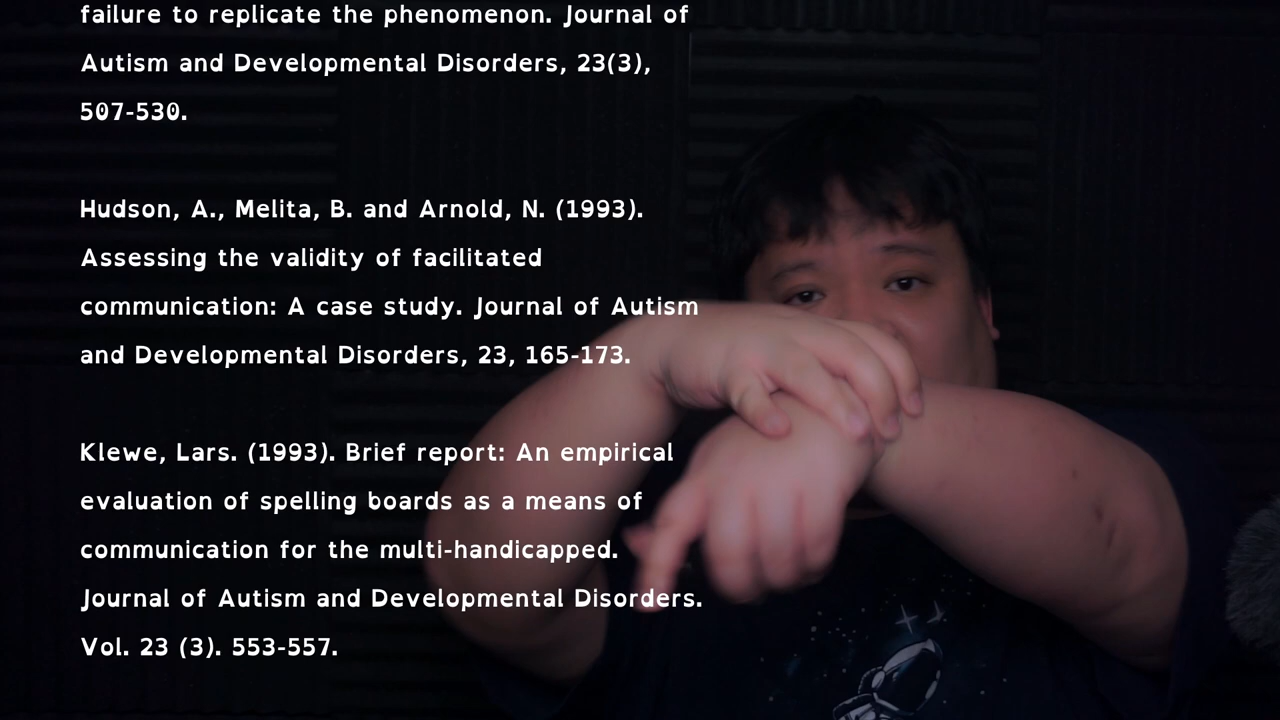 failure to replicate the phenomenon. Journal of
Autism and Developmental Disorders, 23(3),
507-530.
Hudson, A., Melita, B. and Arnold, N. (1993).
Assessing the validity of facilitated
communication: A case study. Journal of Autism
and Developmental Disorders, 23, 165-173.
Klewe, Lars. (1993). Brief report: An empirical
evaluation of spelling boards as a means of
communication for the multi-handicapped.
Journal of Autism and Developmental Disorders.
Vol. 23 (3). 553-557.